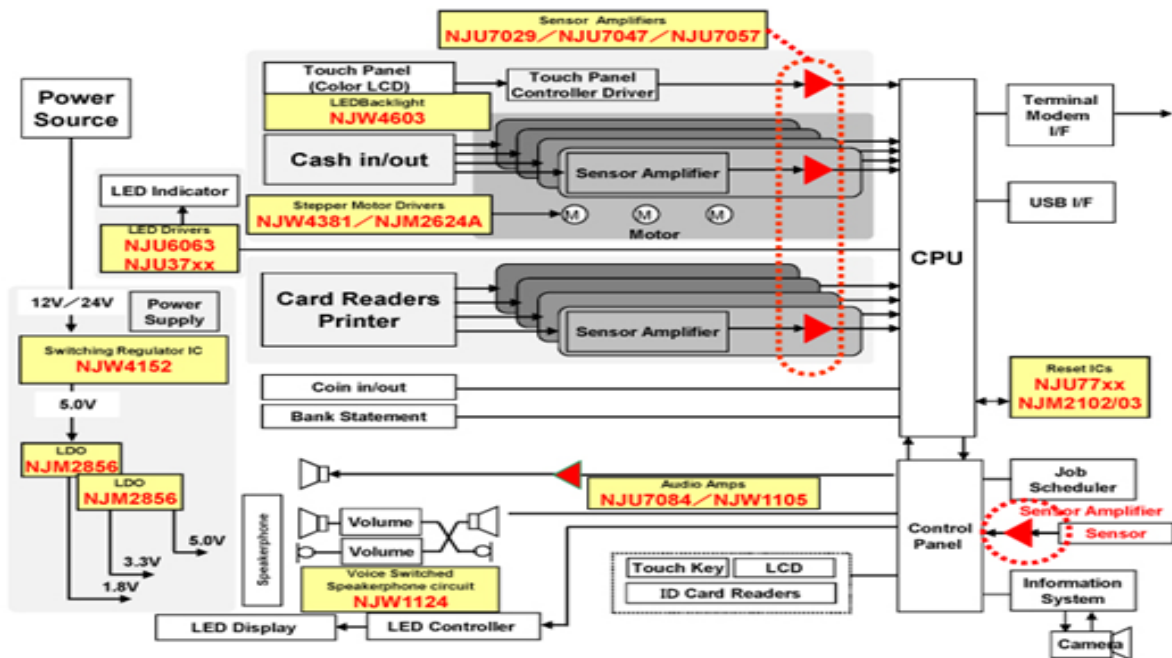 Sensor Amplifiers
NJU7029／NJU7047／NJU7057
Power
Source
Touch Panel
(Color LCD)
Touch Panel
Controller Driver
LEDBacklight
NJW4603
Terminal
Modem
I/F
Cash in/out
Sensor Amplifier
LED Indicator
Stepper Motor Drivers
NJW4381／NJM2624A
M
M
M
Motor
USB I/F
LED Drivers
NJU6063
NJU37xx
CPU
12V／24V
Power
Supply
Card Readers
Printer
Sensor Amplifier
Switching Regulator IC
NJW4152
5.0V
Coin in/out
Bank Statement
Reset ICs
NJU77xx
NJM2102/03
LDO
NJM2856
LDO
NJM2856
5.0V
3.3V
1.8V
Speakerphone
Volume
Volume
Audio Amps
NJU7084／NJW1105
Voice Switched
Speakerphone circuit
NJW1124
LED Display
LED Controller
Touch Key
LCD
ID Card Readers
Control
Panel
Job
Scheduler
Sensor Amplifier
Sensor
Information
System
Camera